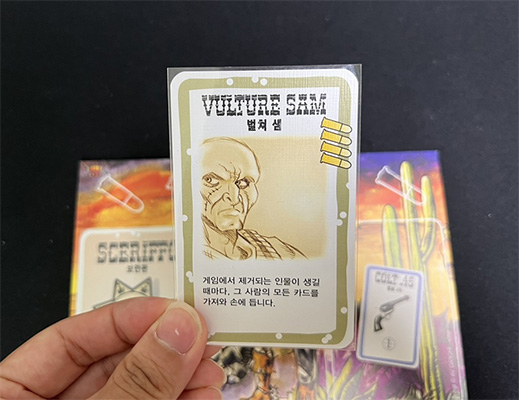 VULTURE SAM
벌쳐 샘
게임에서 제거되는 인물이 생길
때마다, 그 사람의 모든 카드를
가져와 손에 듭니다.
SCERIFFO
보안관
COLT .45